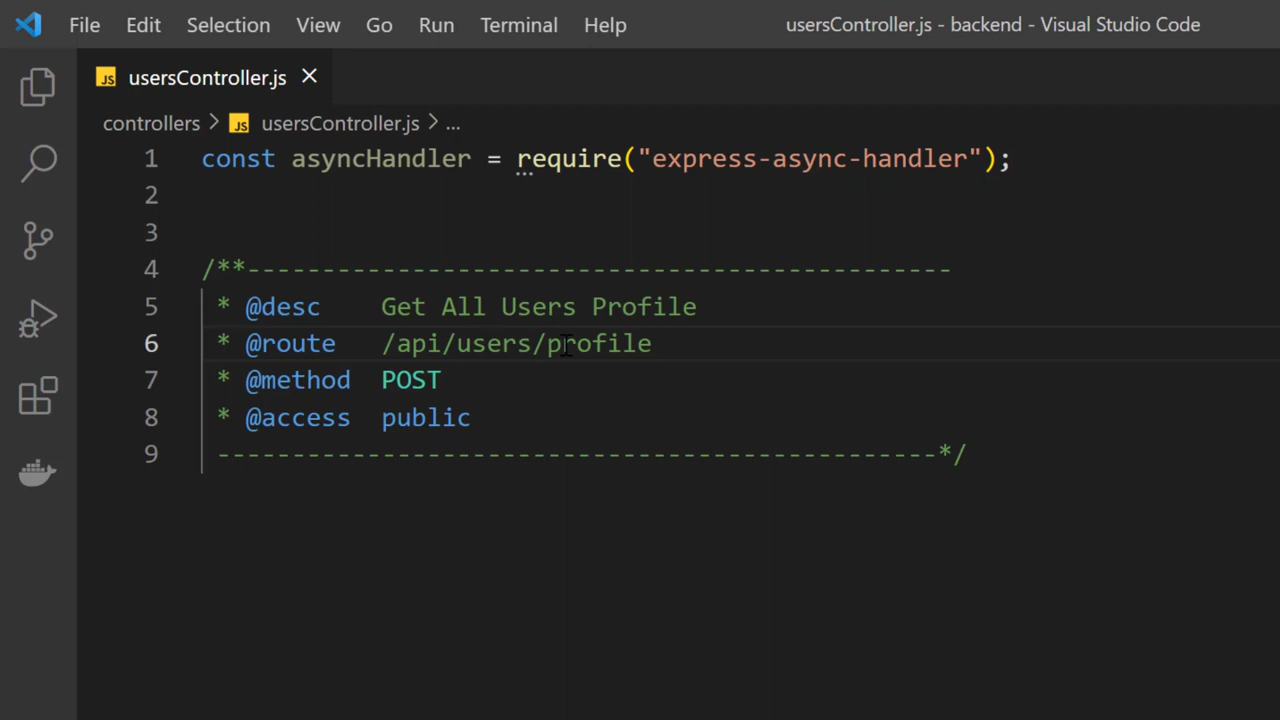 File Edit Selection View Go Run Terminal Help usersController.js - backend - Visual Studio Code
JS usersController.js ×
controllers > JS usersController.js > ...
1 const asyncHandler = require("express-async-handler");
2
3
4 /**-----------------------------------------------
5 * @desc    Get All Users Profile
6 * @route   /api/users/profile
7 * @method  POST
8 * @access  public
9 ------------------------------------------------*/